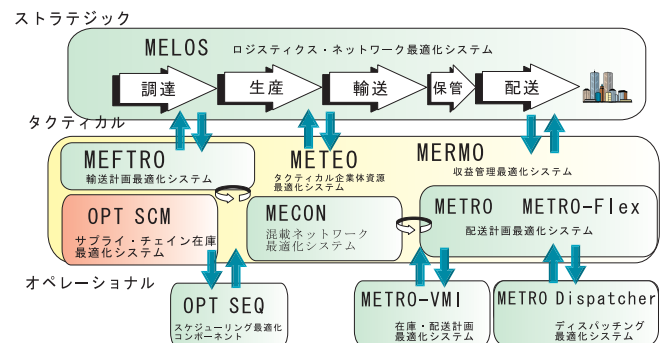 ストラテジック
MELOS ロジスティクス・ネットワーク最適化システム
調達 生産 輸送 保管 配送
タクティカル
MEFTRO
輸送計画最適化システム
METEO
タクティカル企業体資源
最適化システム
MERMO
収益管理最適化システム
OPT SCM
サプライ・チェイン在庫
最適化システム
MECON
混載ネットワーク
最適化システム
METRO METRO-Flex
配送計画最適化システム
オペレーショナル
OPT SEQ
スケジューリング最適化
コンポーネント
METRO-VMI
在庫・配送計画
最適化システム
METRO Dispatcher
ディスパッチング
最適化システム